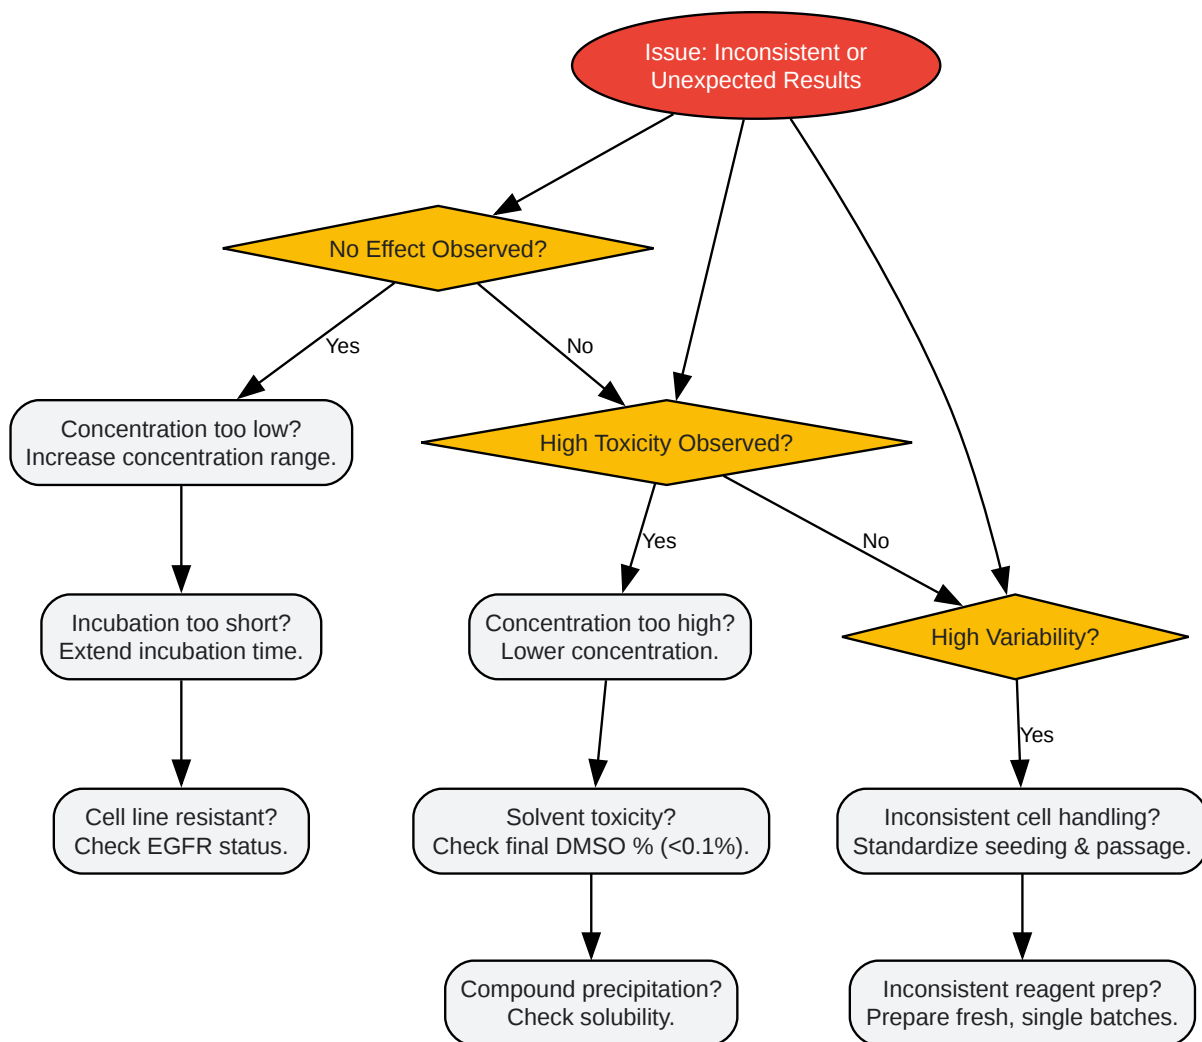 Issue: Inconsistent or
Unexpected Results
No Effect Observed?
Yes
No
Concentration too low?
Increase concentration range.
High Toxicity Observed?
Yes
No
Incubation too short?
Extend incubation time.
Concentration too high?
Lower concentration.
High Variability?
Yes
Cell line resistant?
Check EGFR status.
Solvent toxicity?
Check final DMSO % (<0.1%).
Inconsistent cell handling?
Standardize seeding & passage.
Compound precipitation?
Check solubility.
Inconsistent reagent prep?
Prepare fresh, single batches.